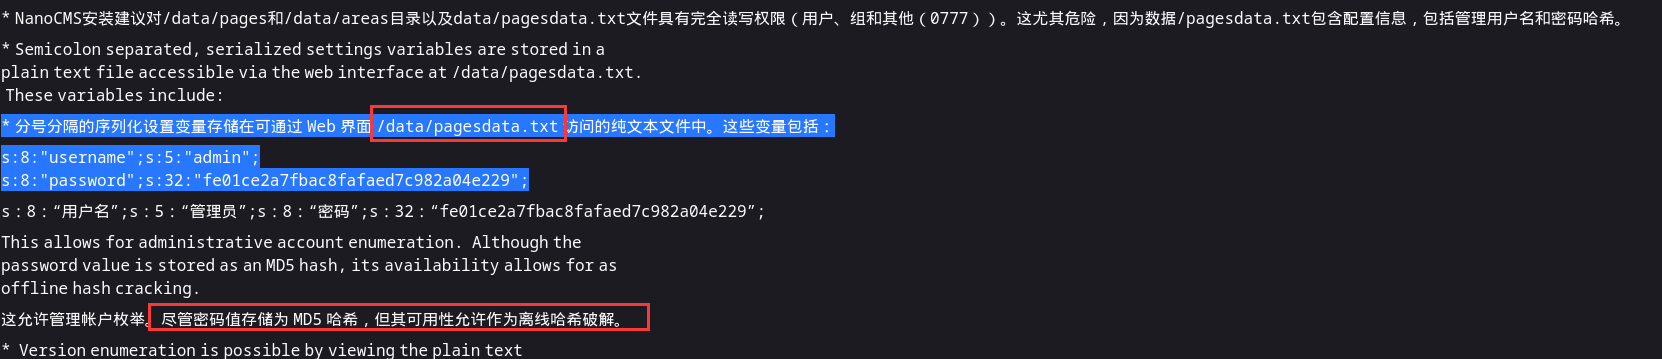 * NanoCMS安装建议对/data/pages和/data/areas目录以及data/pagesdata.txt文件具有完全读写权限（用户、组和其他（0777））。这尤其危险，因为数据/pagesdata.txt包含配置信息，包括管理用户名和密码哈希。
* Semicolon separated, serialized settings variables are stored in a
plain text file accessible via the web interface at /data/pagesdata.txt.
These variables include:
* 分号分隔的序列化设置变量存储在可通过 Web 界面 /data/pagesdata.txt 访问的纯文本文件中。这些变量包括：
s:8:"username";s:5:"admin";
s:8:"password";s:32:"fe01ce2a7fbac8fafaed7c982a04e229";
s：8：“用户名”;s：5：“管理员”;s：8：“密码”;s：32：“fe01ce2a7fbac8fafaed7c982a04e229”;
This allows for administrative account enumeration. Although the
password value is stored as an MD5 hash, its availability allows for as
offline hash cracking.
这允许管理帐户枚举。尽管密码值存储为 MD5 哈希，但其可用性允许作为离线哈希破解。
* Version enumeration is possible by viewing the plain text